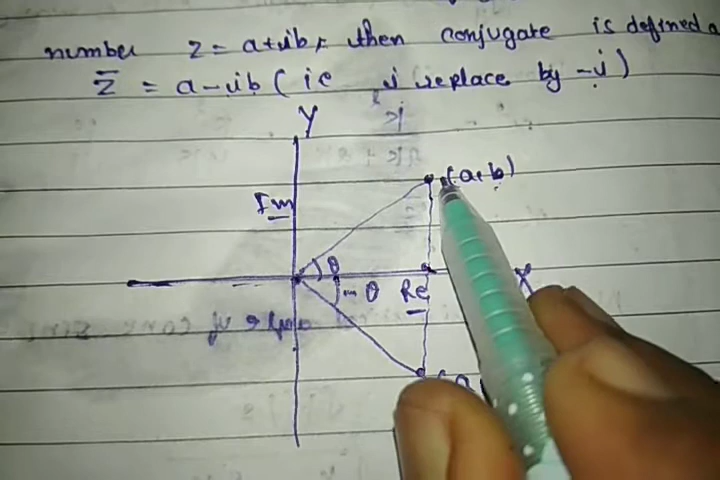 number z = a+ib, then conjugate is defined a
z̄ = a-ib (ie i replace by -i)
Y
(a,b)
Im
θ
X
-θ Re
(a